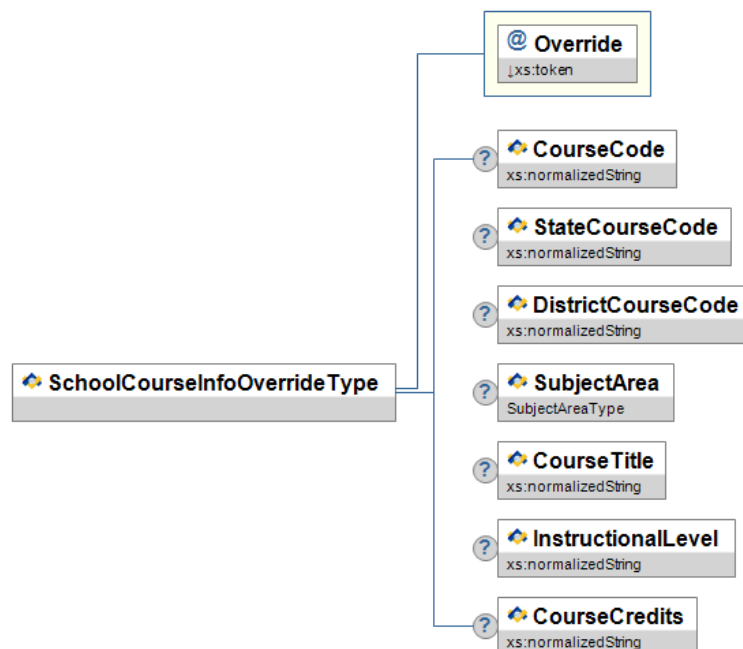 @ Override
↓xs:token
? CourseCode
xs:normalizedString
? StateCourseCode
xs:normalizedString
? DistrictCourseCode
xs:normalizedString
SchoolCourseInfoOverrideType
? SubjectArea
SubjectAreaType
? CourseTitle
xs:normalizedString
? InstructionalLevel
xs:normalizedString
? CourseCredits
xs:normalizedString